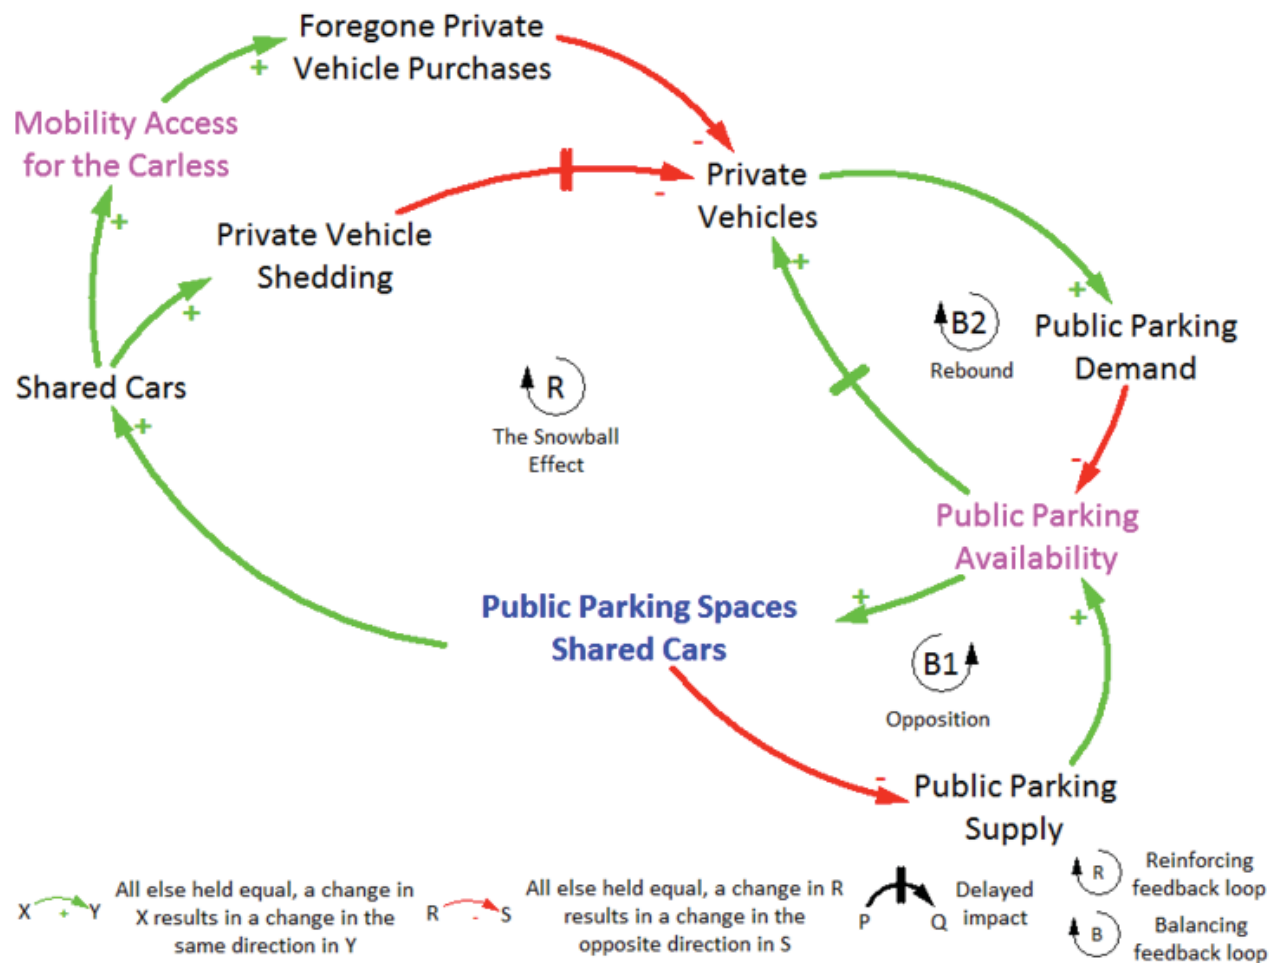 Foregone Private
Vehicle Purchases
+
Mobility Access
for the Carless
-
Private
Vehicles
-
+
Private Vehicle
Shedding
+
+
+
B2
Rebound
Public Parking
Demand
Shared Cars
+
R
The Snowball
Effect
-
Public Parking
Availability
+
Public Parking Spaces
Shared Cars
+
B1
Opposition
-
Public Parking
Supply
X + Y
All else held equal, a change in
X results in a change in the
same direction in Y
R - S
All else held equal, a change in R
results in a change in the
opposite direction in S
P Q
Delayed
impact
R
Reinforcing
feedback loop
B
Balancing
feedback loop